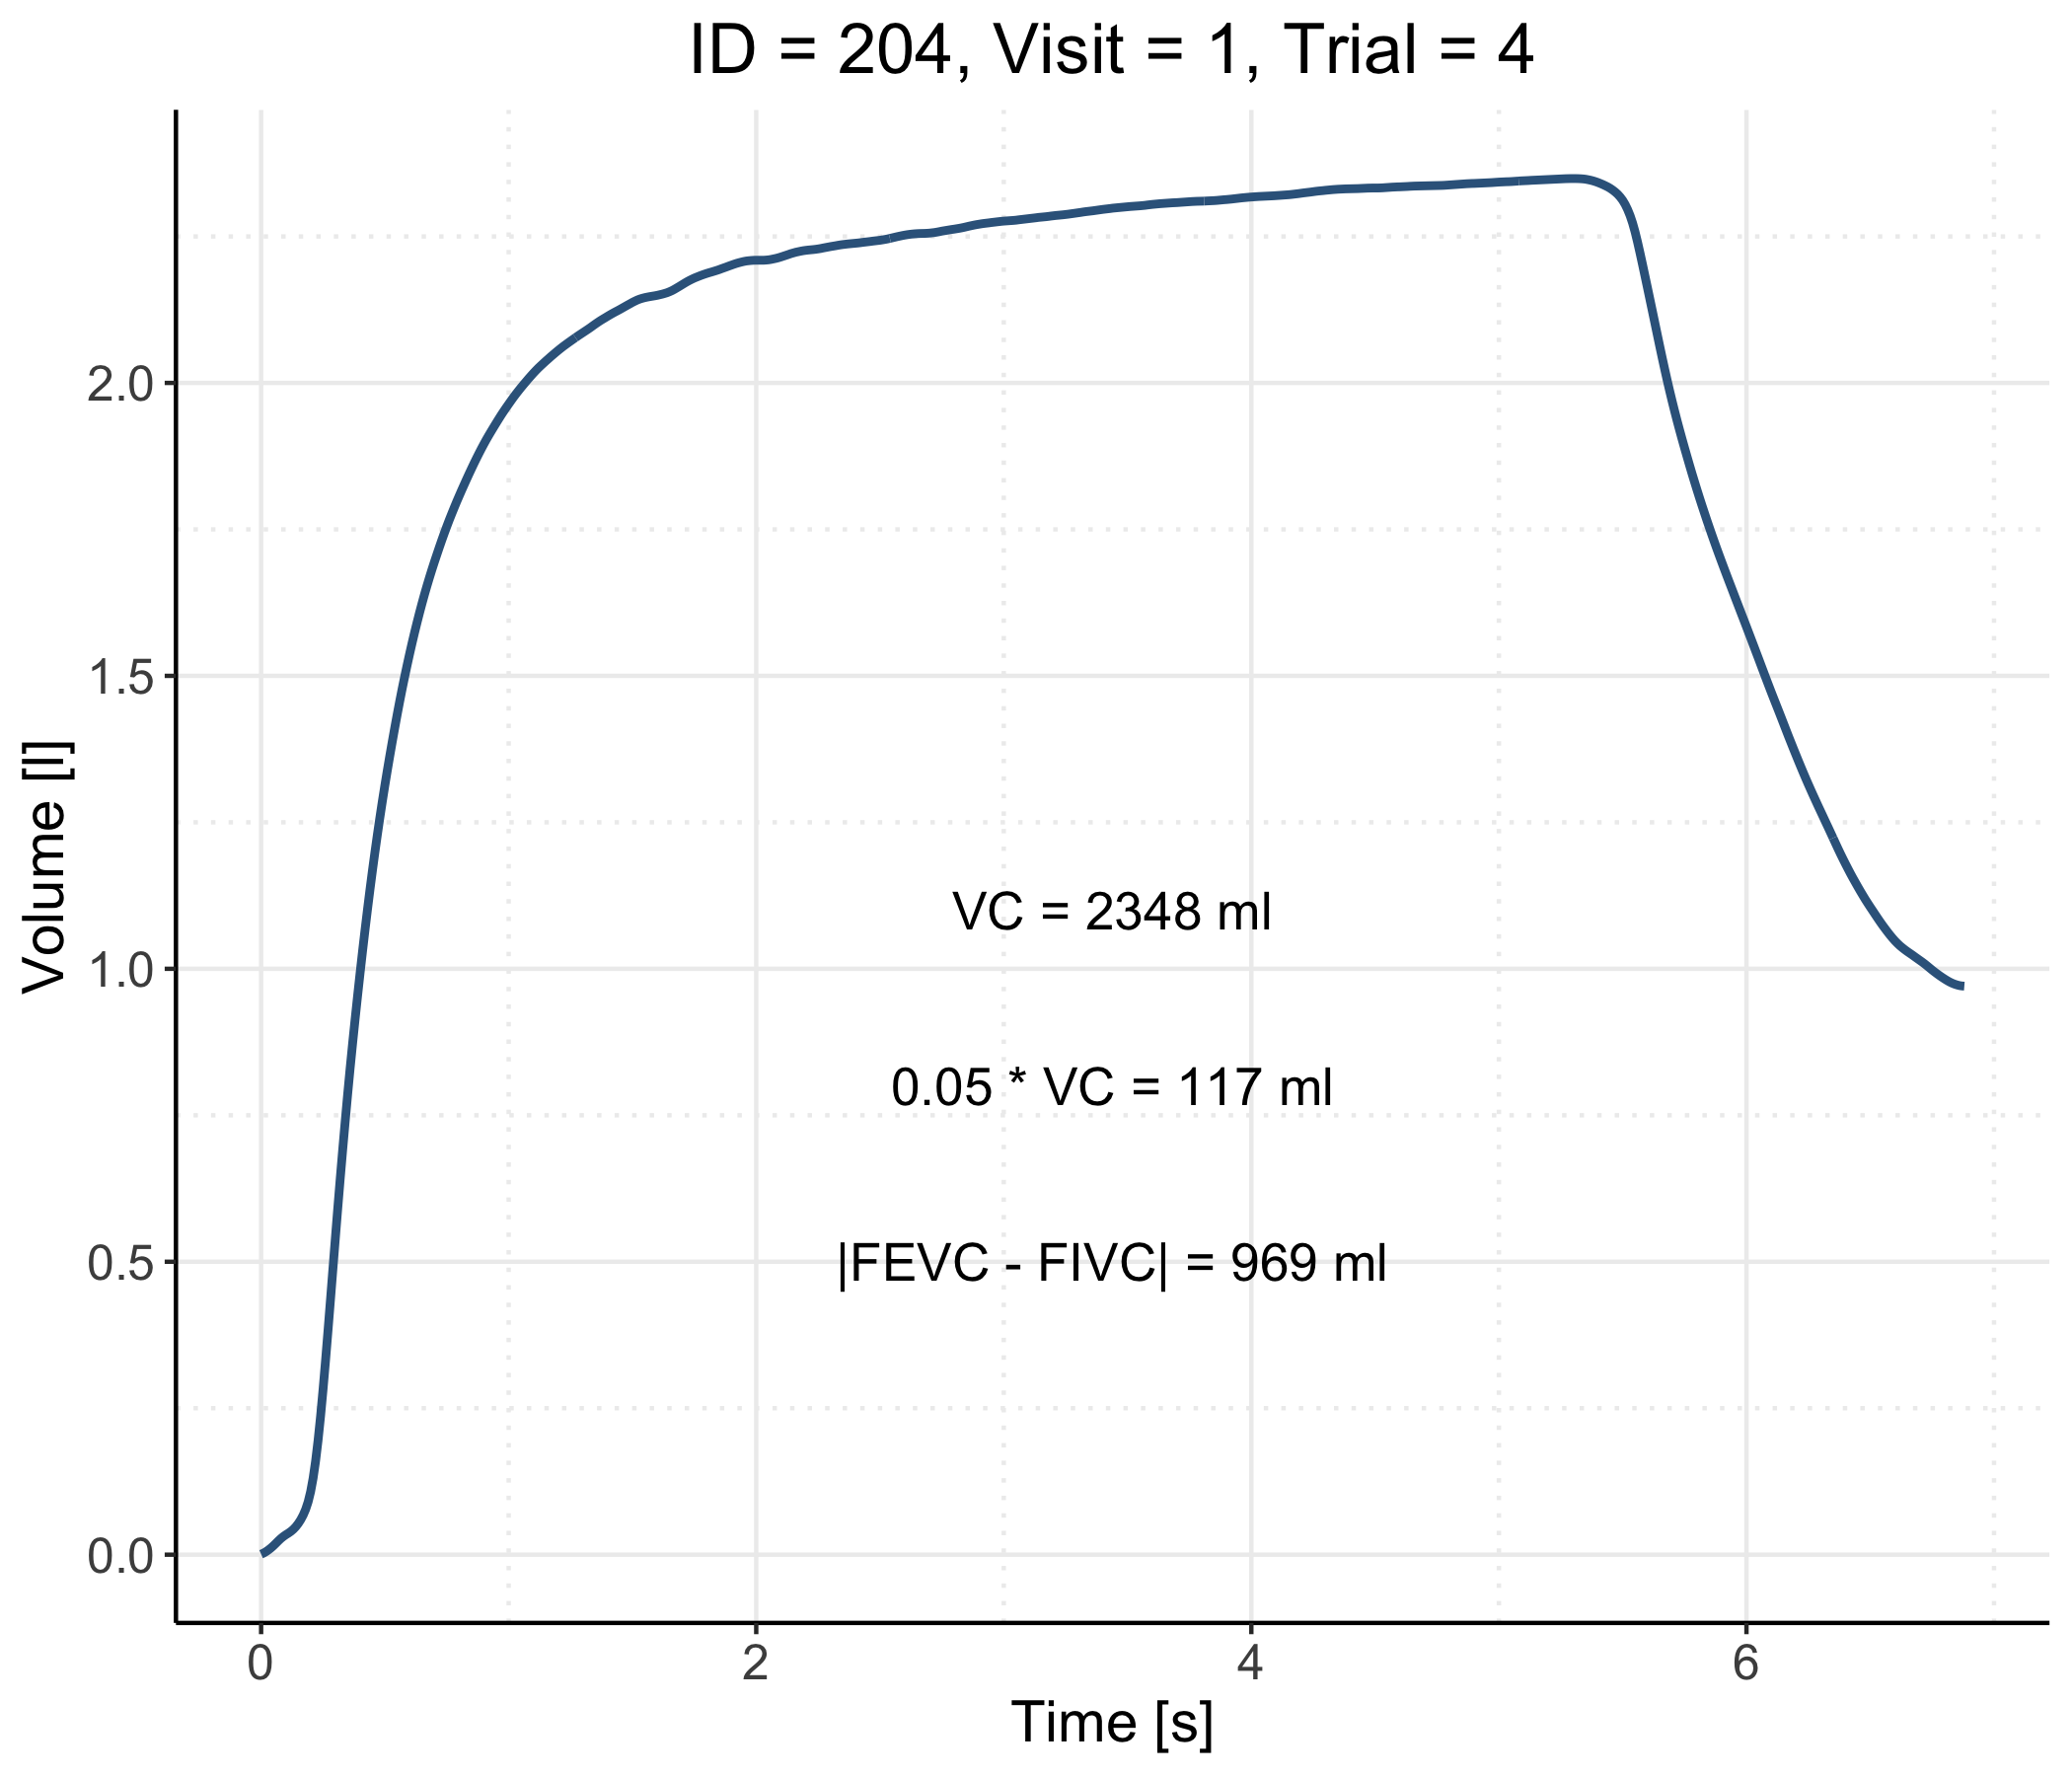 ID = 204, Visit = 1, Trial = 4
Volume [l]
2.0
1.5
1.0
0.5
0.0
VC = 2348 ml
0.05 * VC = 117 ml
|FEVC - FIVC| = 969 ml
0 2 4 6
Time [s]